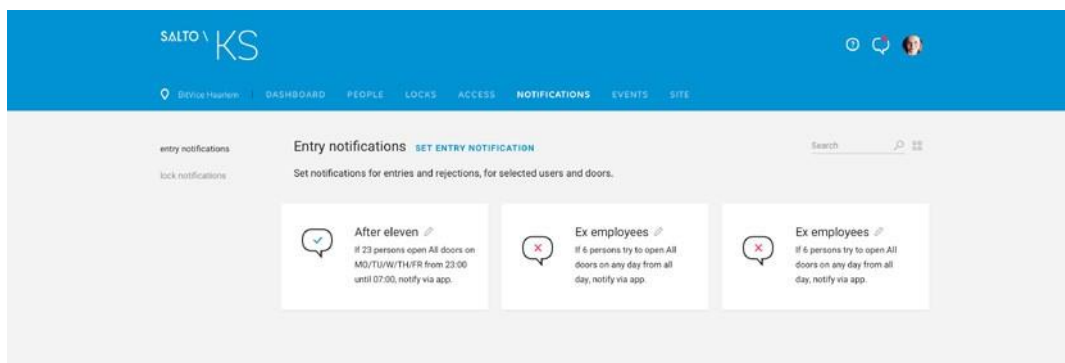 SALTO \ KS
BitVice Haarlem DASHBOARD PEOPLE LOCKS ACCESS NOTIFICATIONS EVENTS SITE
entry notifications
lock notifications
Entry notifications SET ENTRY NOTIFICATION
Search
Set notifications for entries and rejections, for selected users and doors.
After eleven
If 23 persons open All doors on
MO/TU/W/TH/FR from 23:00
until 07:00, notify via app.
Ex employees
If 6 persons try to open All
doors on any day from all
day, notify via app.
Ex employees
If 6 persons try to open All
doors on any day from all
day, notify via app.